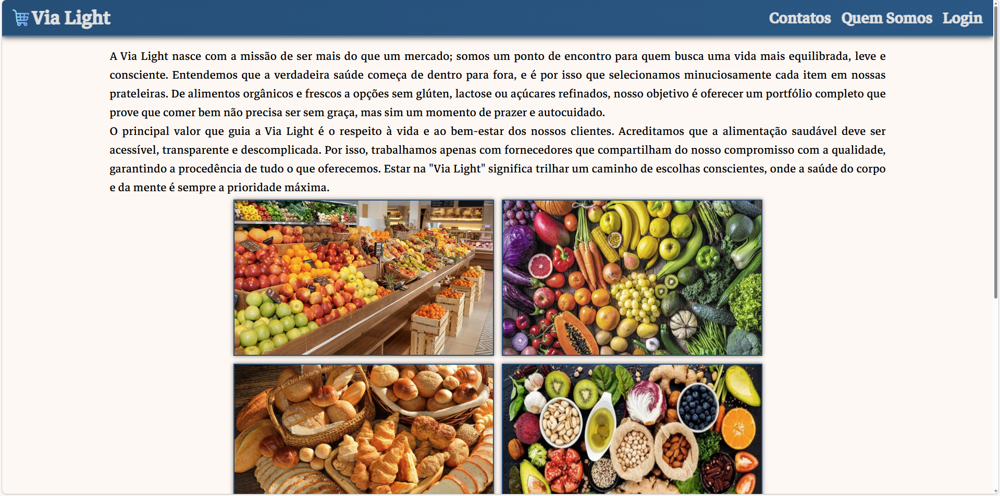 Via Light
Contatos Quem Somos Login
A Via Light nasce com a missão de ser mais do que um mercado; somos um ponto de encontro para quem busca uma vida mais equilibrada, leve e
consciente. Entendemos que a verdadeira saúde começa de dentro para fora, e é por isso que selecionamos minuciosamente cada item em nossas
prateleiras. De alimentos orgânicos e frescos a opções sem glúten, lactose ou açúcares refinados, nosso objetivo é oferecer um portfólio completo que
prove que comer bem não precisa ser sem graça, mas sim um momento de prazer e autocuidado.
O principal valor que guia a Via Light é o respeito à vida e ao bem-estar dos nossos clientes. Acreditamos que a alimentação saudável deve ser
acessível, transparente e descomplicada. Por isso, trabalhamos apenas com fornecedores que compartilham do nosso compromisso com a qualidade,
garantindo a procedência de tudo o que oferecemos. Estar na "Via Light" significa trilhar um caminho de escolhas conscientes, onde a saúde do corpo
e da mente é sempre a prioridade máxima.